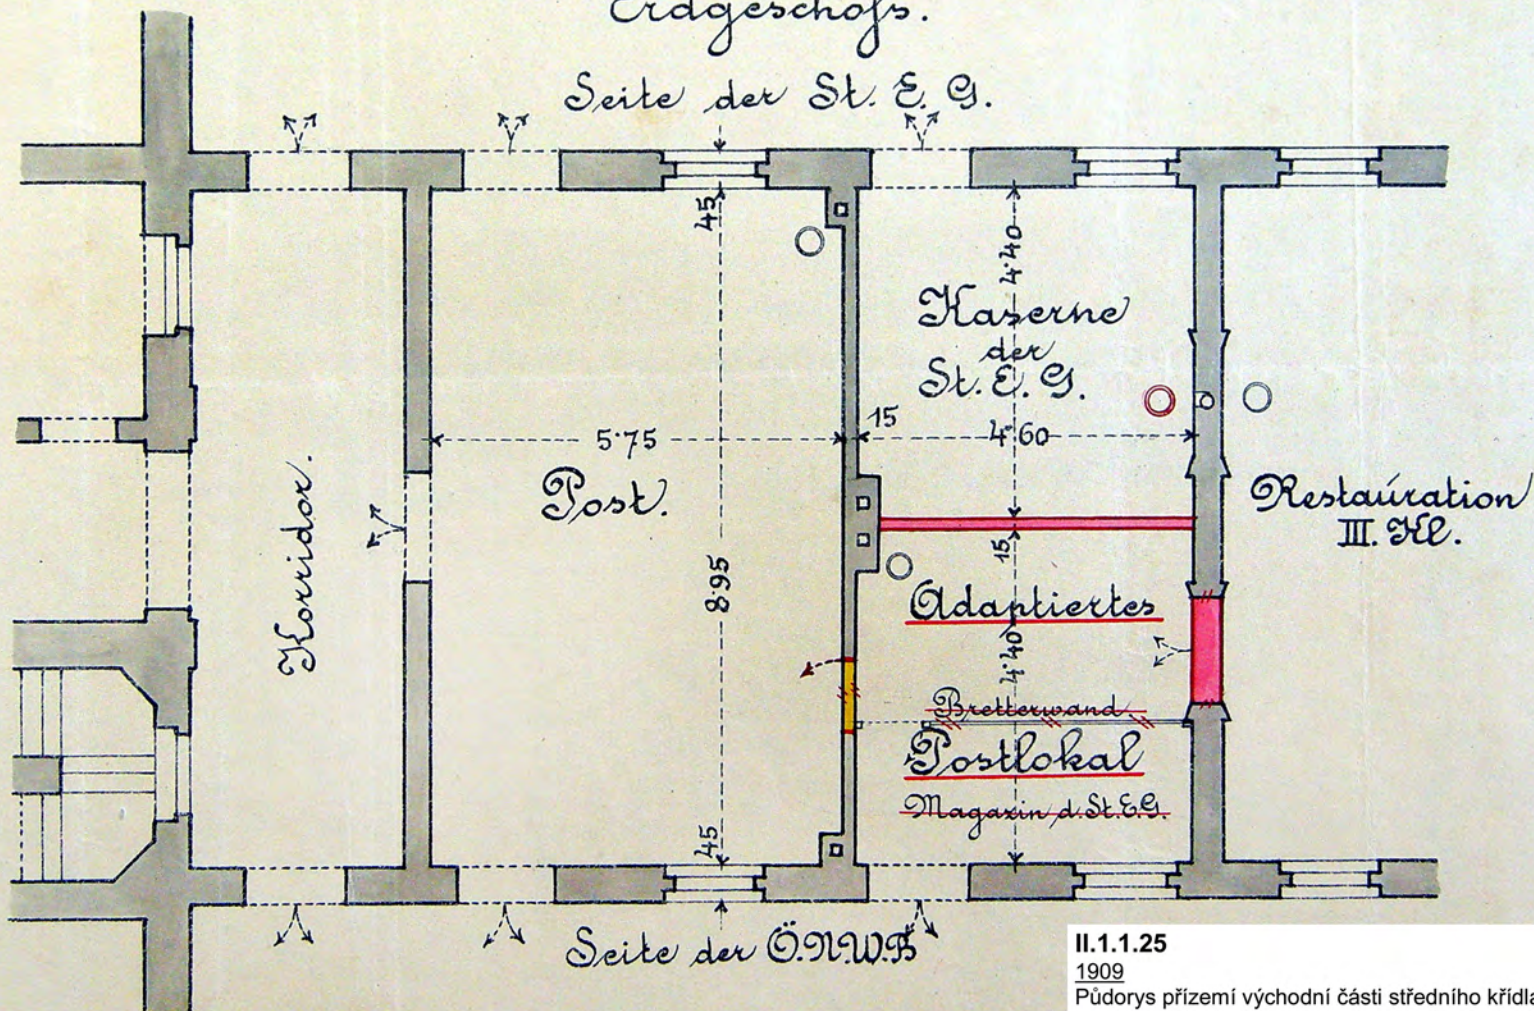 Erdgeschoſs.
Seite der St. E. G.
45
4·40
Kaserne
der
St. E. G.
15
5·75
4·60
Post.
Korridor.
Restaúration
III. Kl.
15
8·95
Adaptiertes
4·40
Bretterwand
Postlokal
Magazin d. St. E. G.
45
Seite der Ö.N.W.B
II.1.1.25
1909
Půdorys přízemí východní části středního křídla